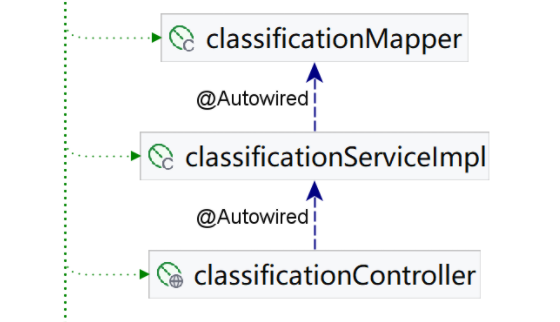 classificationMapper
@Autowired
classificationServiceImpl
@Autowired
classificationController